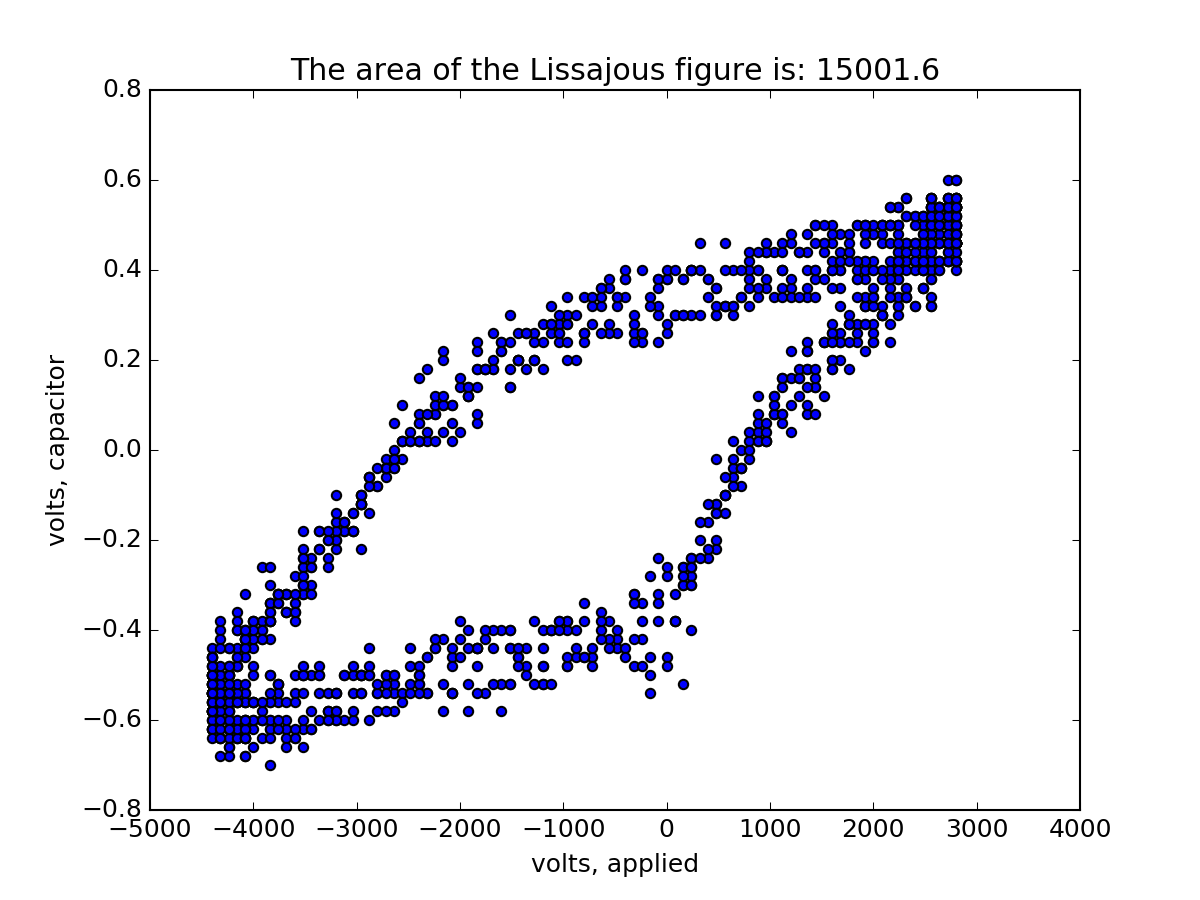 The area of the Lissajous figure is: 15001.6
0.8
0.6
0.4
0.2
0.0
−0.2
−0.4
−0.6
−0.8
volts, capacitor
−5000 −4000 −3000 −2000 −1000 0 1000 2000 3000 4000
volts, applied